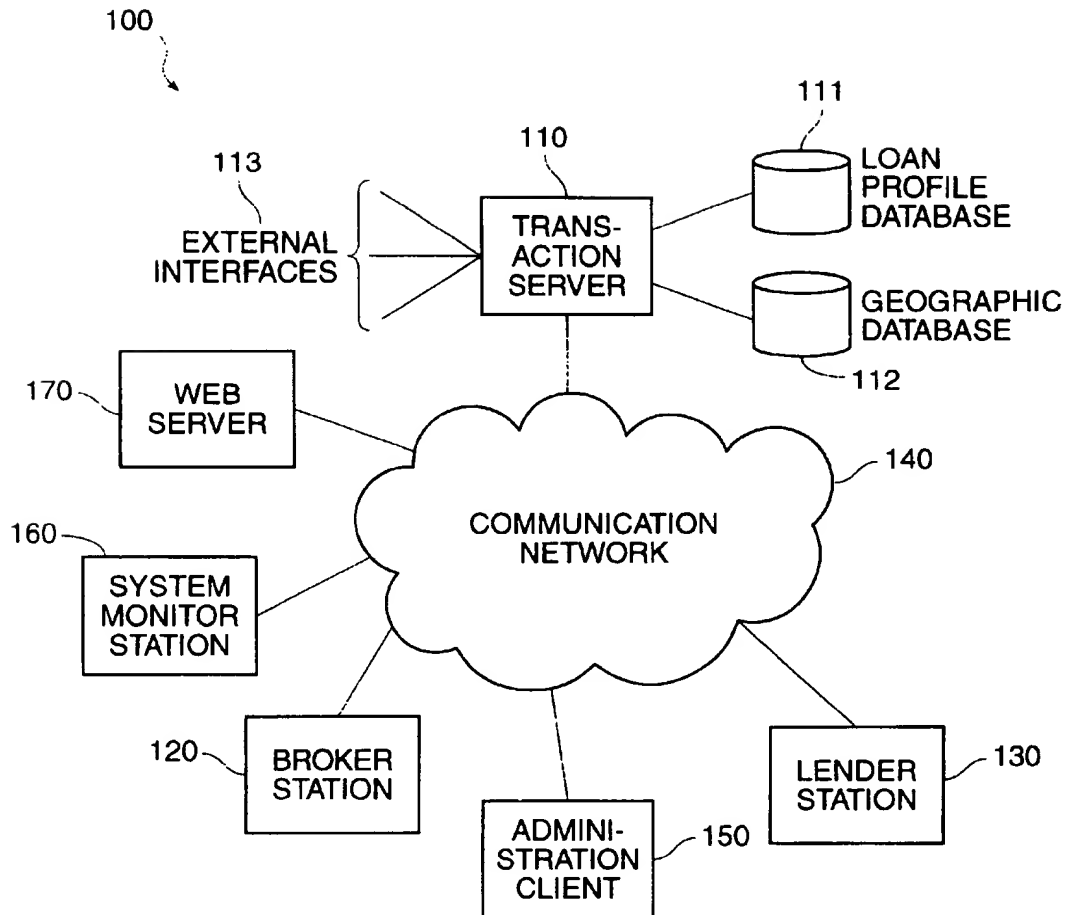 100
113
EXTERNAL
INTERFACES
110
TRANS-
ACTION
SERVER
111
LOAN
PROFILE
DATABASE
GEOGRAPHIC
DATABASE
112
170
WEB
SERVER
140
COMMUNICATION
NETWORK
160
SYSTEM
MONITOR
STATION
120
BROKER
STATION
ADMINI-
STRATION
CLIENT
150
LENDER
STATION
130